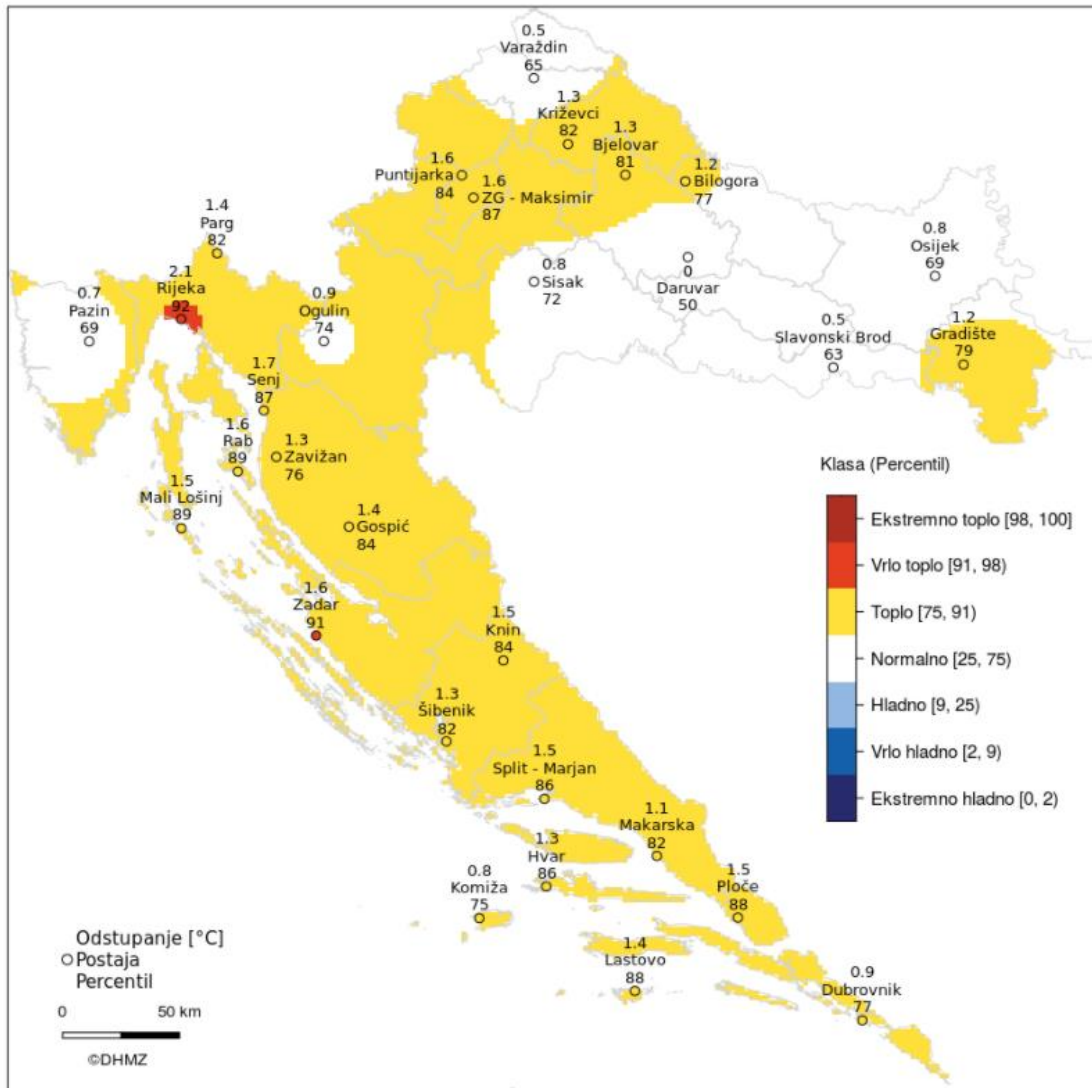 0.5
Varaždin
65
1.3
Križevci
82
1.3
Bjelovar
81
1.2
Bilogora
77
1.6
Puntijarka
84
1.6
ZG - Maksimir
87
1.4
Parg
82
2.1
Rijeka
92
0.7
Pazin
69
0.9
Ogulin
74
0.8
Sisak
72
0
Daruvar
50
0.8
Osijek
69
0.5
Slavonski Brod
63
1.2
Gradište
79
1.7
Senj
87
1.6
Rab
89
1.3
Zavižan
76
1.5
Mali Lošinj
89
1.4
Gospić
84
1.6
Zadar
91
1.5
Knin
84
1.3
Šibenik
82
1.5
Split - Marjan
86
1.1
Makarska
82
1.3
Hvar
86
0.8
Komiža
75
1.5
Ploče
88
1.4
Lastovo
88
0.9
Dubrovnik
77
Klasa (Percentil)
Ekstremno toplo [98, 100]
Vrlo toplo [91, 98)
Toplo [75, 91)
Normalno [25, 75)
Hladno [9, 25)
Vrlo hladno [2, 9)
Ekstremno hladno [0, 2)
Odstupanje [°C]
Postaja
Percentil
0 50 km
©DHMZ